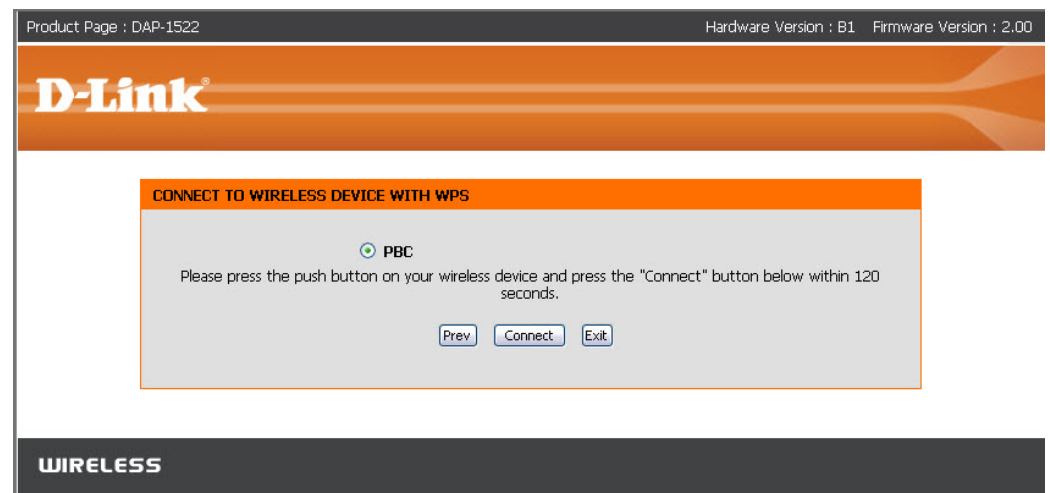 Product Page : DAP-1522 Hardware Version : B1 Firmware Version : 2.00
D-Link®
CONNECT TO WIRELESS DEVICE WITH WPS
PBC
Please press the push button on your wireless device and press the "Connect" button below within 120
seconds.
Prev Connect Exit
WIRELESS